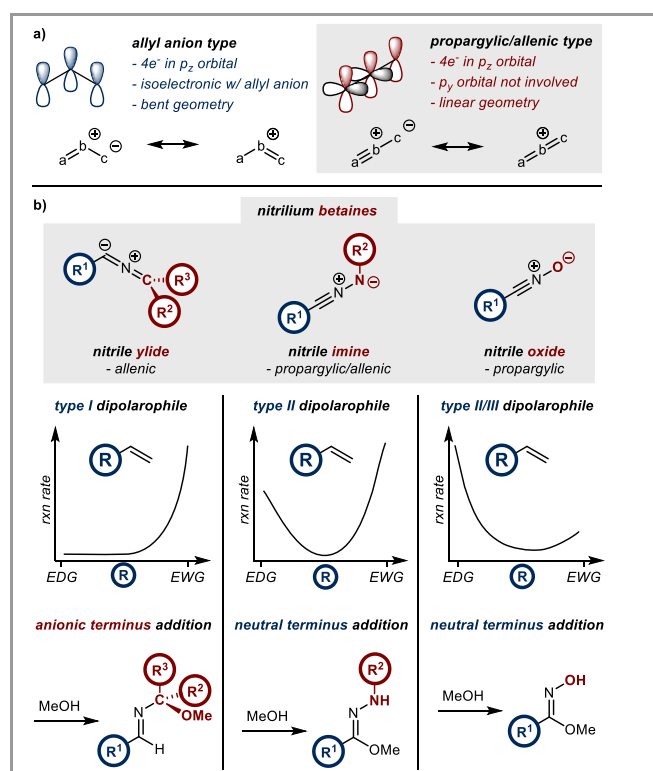 a)
allyl anion type
- 4e- in pz orbital
- isoelectronic w/ allyl anion
- bent geometry
propargylic/allenic type
- 4e- in pz orbital
- py orbital not involved
- linear geometry
a b c ⊕ ⊖
a b c ⊕
a b c ⊕ ⊖
a b c ⊕
b)
nitrilium betaines
R1 ⊖ N ⊕ C R3 R2
R1 N ⊕ N ⊖ R2
R1 N ⊕ O ⊖
nitrile ylide
- allenic
nitrile imine
- propargylic/allenic
nitrile oxide
- propargylic
type I dipolarophile
type II dipolarophile
type II/III dipolarophile
rxn rate
R
EDG R EWG
rxn rate
R
EDG R EWG
rxn rate
R
EDG R EWG
anionic terminus addition
neutral terminus addition
neutral terminus addition
MeOH
R3
C R2
N OMe
R1 H
MeOH
R2
N NH
R1 OMe
MeOH
N OH
R1 OMe